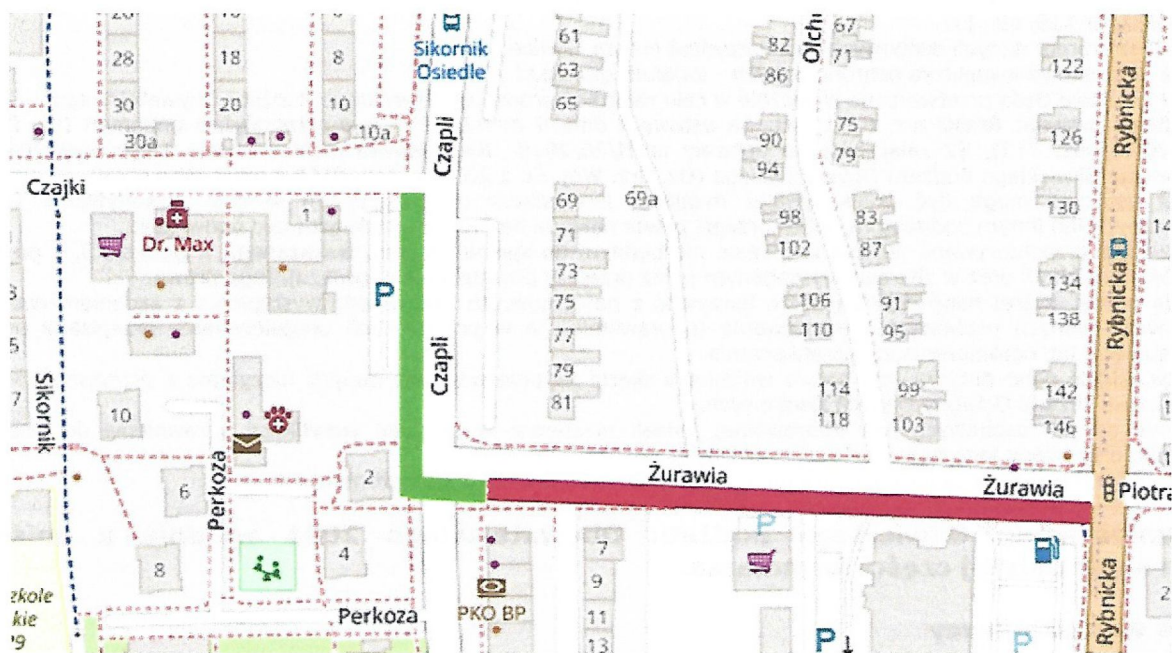 61
63
65
82
86
Olch
67
71
122
28
30
30a
18
20
8
10
10a
Sikornik
Osiedle
Czapli
90
94
75
79
126
Rybnicka
Czajki
Dr. Max
1
69
69a
71
73
75
77
79
81
98
102
83
87
130
134
138
Rybnicka
P
106
110
91
95
Czapli
Sikornik
10
Perkoza
114
118
99
103
142
146
Żurawia
Żurawia
Piotra
2
6
8
4
P
7
9
11
13
PKO BP
Perkoza
P
P
Rybnicka
zkole
kie